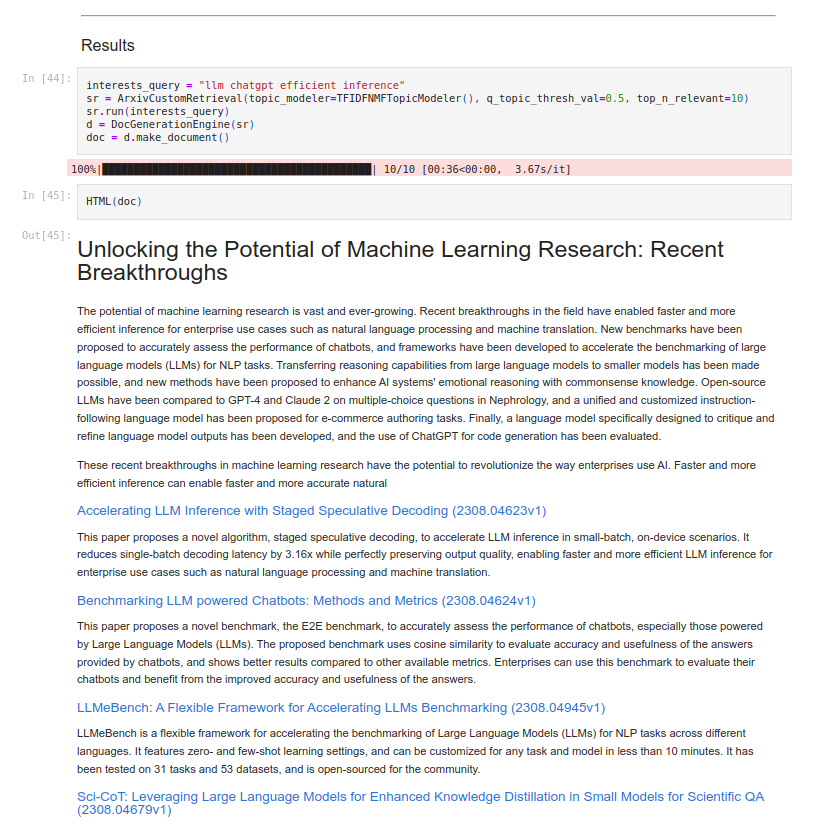 Results
In [44]:
interests_query = "llm chatgpt efficient inference"
sr = ArxivCustomRetrieval(topic_modeler=TFIDFNMFTopicModeler(), q_topic_thresh_val=0.5, top_n_relevant=10)
sr.run(interests_query)
d = DocGenerationEngine(sr)
doc = d.make_document()
100%|██████████████████████████████████████████| 10/10 [00:36<00:00,  3.67s/it]
In [45]:
HTML(doc)
Out[45]:
Unlocking the Potential of Machine Learning Research: Recent
Breakthroughs
The potential of machine learning research is vast and ever-growing. Recent breakthroughs in the field have enabled faster and more
efficient inference for enterprise use cases such as natural language processing and machine translation. New benchmarks have been
proposed to accurately assess the performance of chatbots, and frameworks have been developed to accelerate the benchmarking of large
language models (LLMs) for NLP tasks. Transferring reasoning capabilities from large language models to smaller models has been made
possible, and new methods have been proposed to enhance AI systems' emotional reasoning with commonsense knowledge. Open-source
LLMs have been compared to GPT-4 and Claude 2 on multiple-choice questions in Nephrology, and a unified and customized instruction-
following language model has been proposed for e-commerce authoring tasks. Finally, a language model specifically designed to critique and
refine language model outputs has been developed, and the use of ChatGPT for code generation has been evaluated.
These recent breakthroughs in machine learning research have the potential to revolutionize the way enterprises use AI. Faster and more
efficient inference can enable faster and more accurate natural
Accelerating LLM Inference with Staged Speculative Decoding (2308.04623v1)
This paper proposes a novel algorithm, staged speculative decoding, to accelerate LLM inference in small-batch, on-device scenarios. It
reduces single-batch decoding latency by 3.16x while perfectly preserving output quality, enabling faster and more efficient LLM inference for
enterprise use cases such as natural language processing and machine translation.
Benchmarking LLM powered Chatbots: Methods and Metrics (2308.04624v1)
This paper proposes a novel benchmark, the E2E benchmark, to accurately assess the performance of chatbots, especially those powered
by Large Language Models (LLMs). The proposed benchmark uses cosine similarity to evaluate accuracy and usefulness of the answers
provided by chatbots, and shows better results compared to other available metrics. Enterprises can use this benchmark to evaluate their
chatbots and benefit from the improved accuracy and usefulness of the answers.
LLMeBench: A Flexible Framework for Accelerating LLMs Benchmarking (2308.04945v1)
LLMeBench is a flexible framework for accelerating the benchmarking of Large Language Models (LLMs) for NLP tasks across different
languages. It features zero- and few-shot learning settings, and can be customized for any task and model in less than 10 minutes. It has
been tested on 31 tasks and 53 datasets, and is open-sourced for the community.
Sci-CoT: Leveraging Large Language Models for Enhanced Knowledge Distillation in Small Models for Scientific QA
(2308.04679v1)